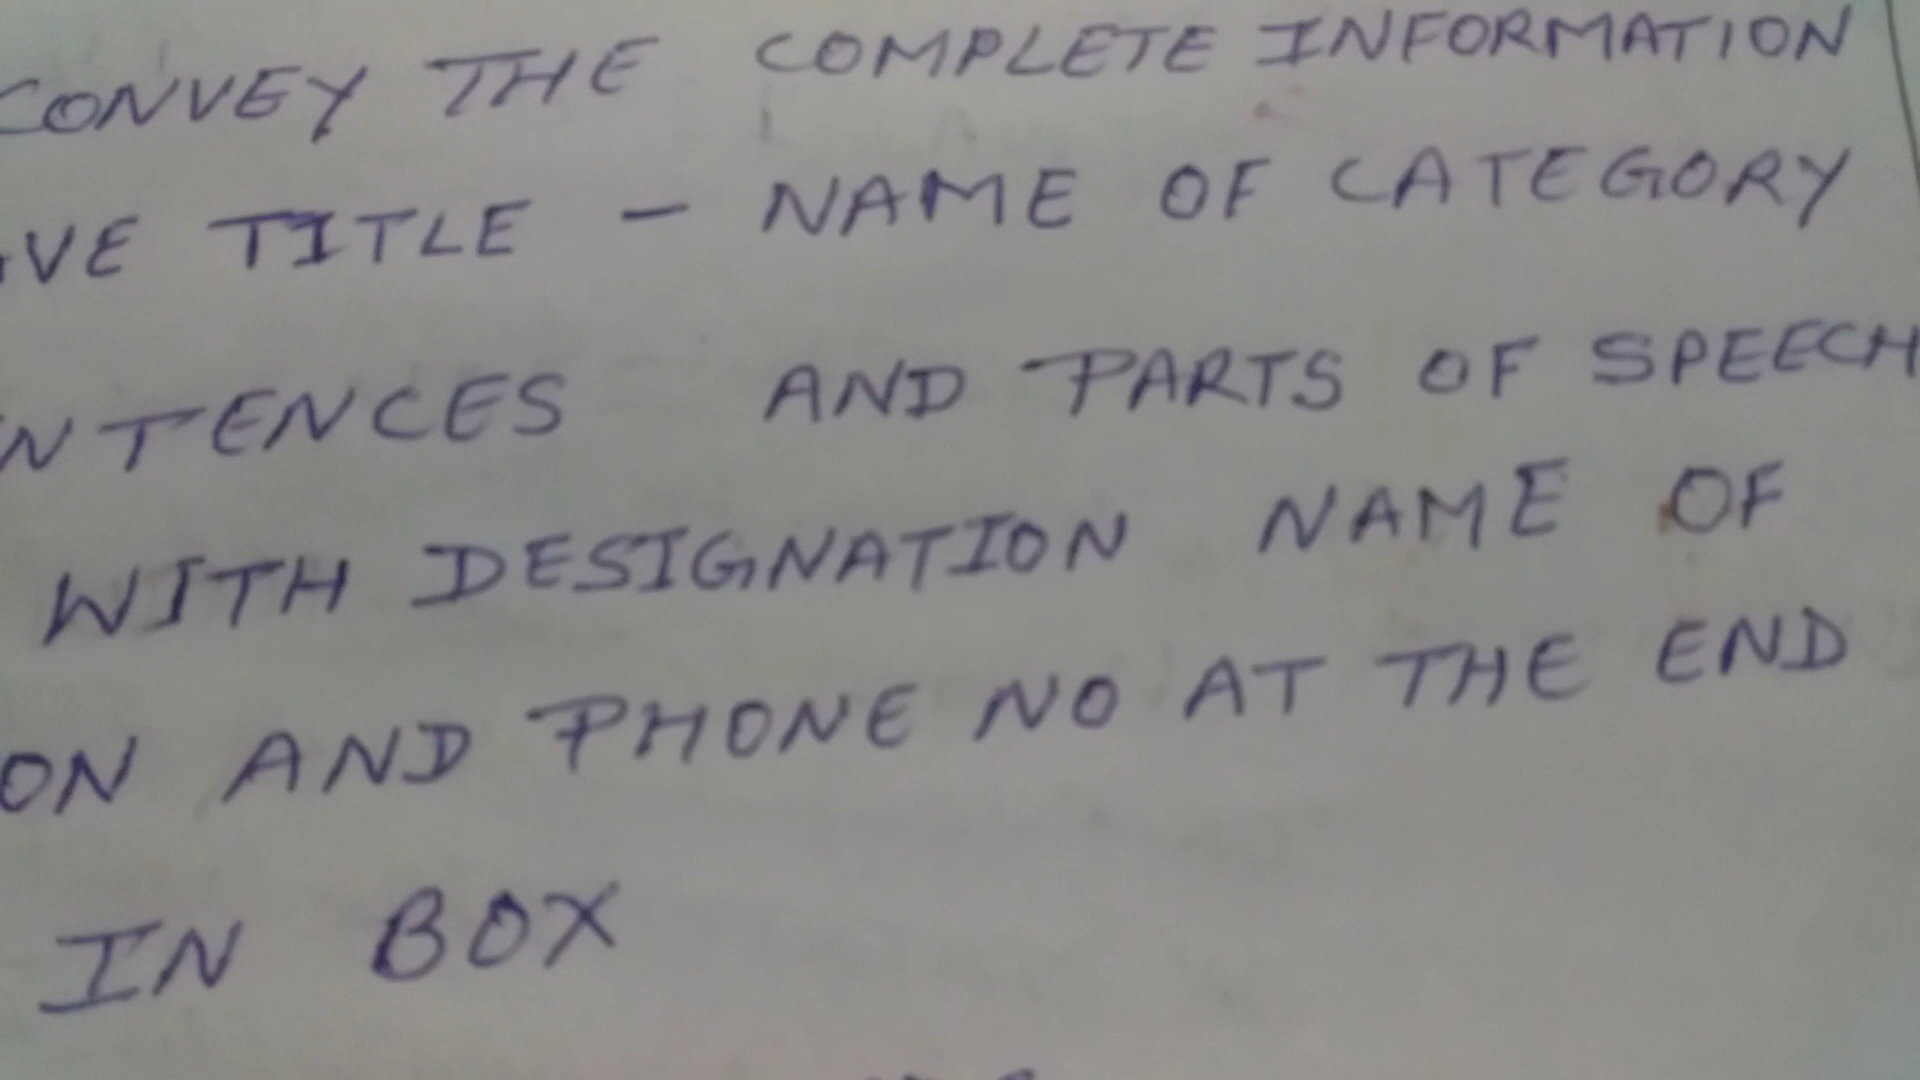 CONVEY THE COMPLETE INFORMATION
VE TITLE - NAME OF CATEGORY
NTENCES AND PARTS OF SPEECH
WITH DESIGNATION NAME OF
ON AND PHONE NO AT THE END
IN BOX